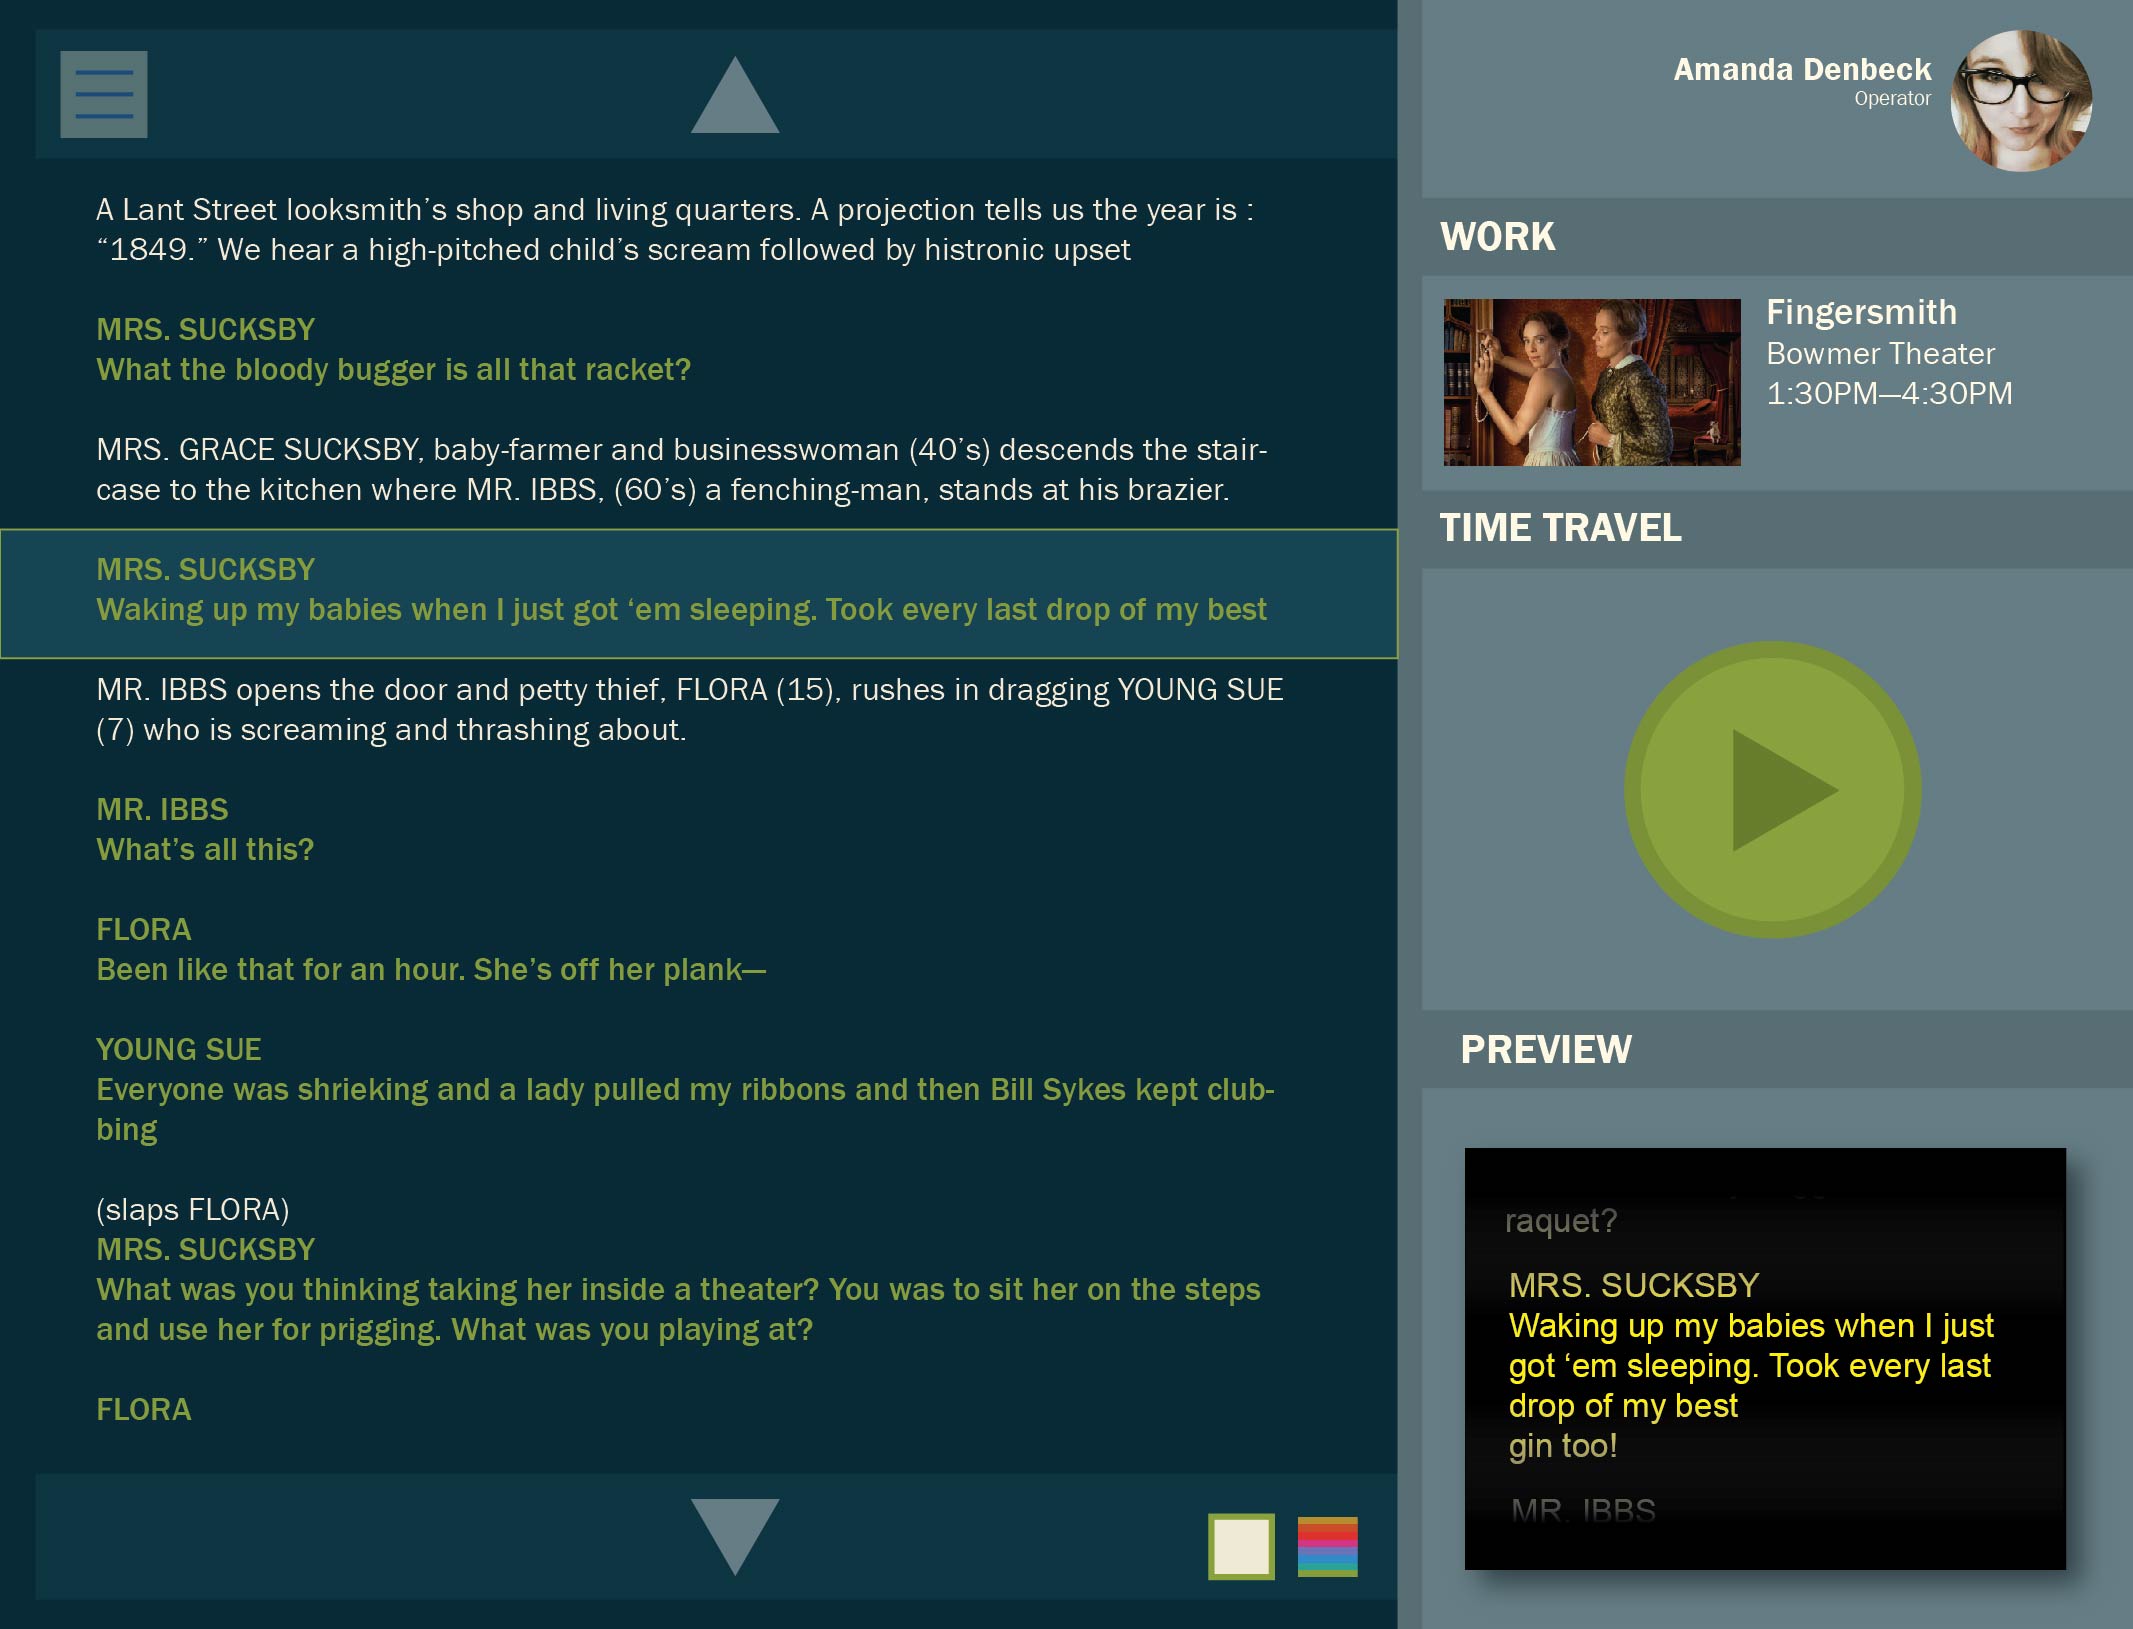 A Lant Street looksmith’s shop and living quarters. A projection tells us the year is :
“1849.” We hear a high-pitched child’s scream followed by histronic upset
MRS. SUCKSBY
What the bloody bugger is all that racket?
MRS. GRACE SUCKSBY, baby-farmer and businesswoman (40’s) descends the stair-
case to the kitchen where MR. IBBS, (60’s) a fenching-man, stands at his brazier.
MRS. SUCKSBY
Waking up my babies when I just got ‘em sleeping. Took every last drop of my best
MR. IBBS opens the door and petty thief, FLORA (15), rushes in dragging YOUNG SUE
(7) who is screaming and thrashing about.
MR. IBBS
What’s all this?
FLORA
Been like that for an hour. She’s off her plank—
YOUNG SUE
Everyone was shrieking and a lady pulled my ribbons and then Bill Sykes kept club-
bing
(slaps FLORA)
MRS. SUCKSBY
What was you thinking taking her inside a theater? You was to sit her on the steps
and use her for prigging. What was you playing at?
FLORA
Amanda Denbeck
Operator
WORK
Fingersmith
Bowmer Theater
1:30PM—4:30PM
TIME TRAVEL
PREVIEW
raquet?
MRS. SUCKSBY
Waking up my babies when I just
got ‘em sleeping. Took every last
drop of my best
gin too!
MR. IBBS